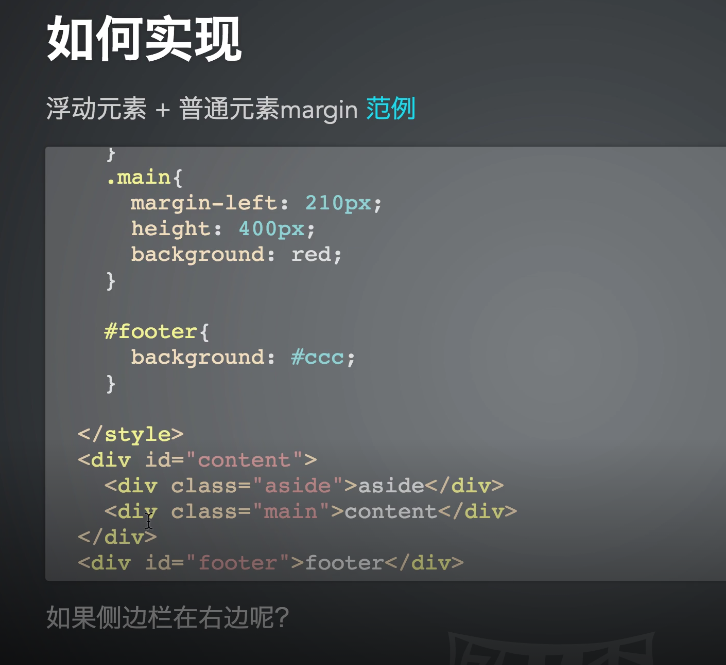 如何实现
浮动元素 + 普通元素margin 范例
}
.main{
margin-left: 210px;
height: 400px;
background: red;
}
#footer{
background: #ccc;
}
</style>
<div id="content">
<div class="aside">aside</div>
<div class="main">content</div>
</div>
<div id="footer">footer</div>
如果侧边栏在右边呢？